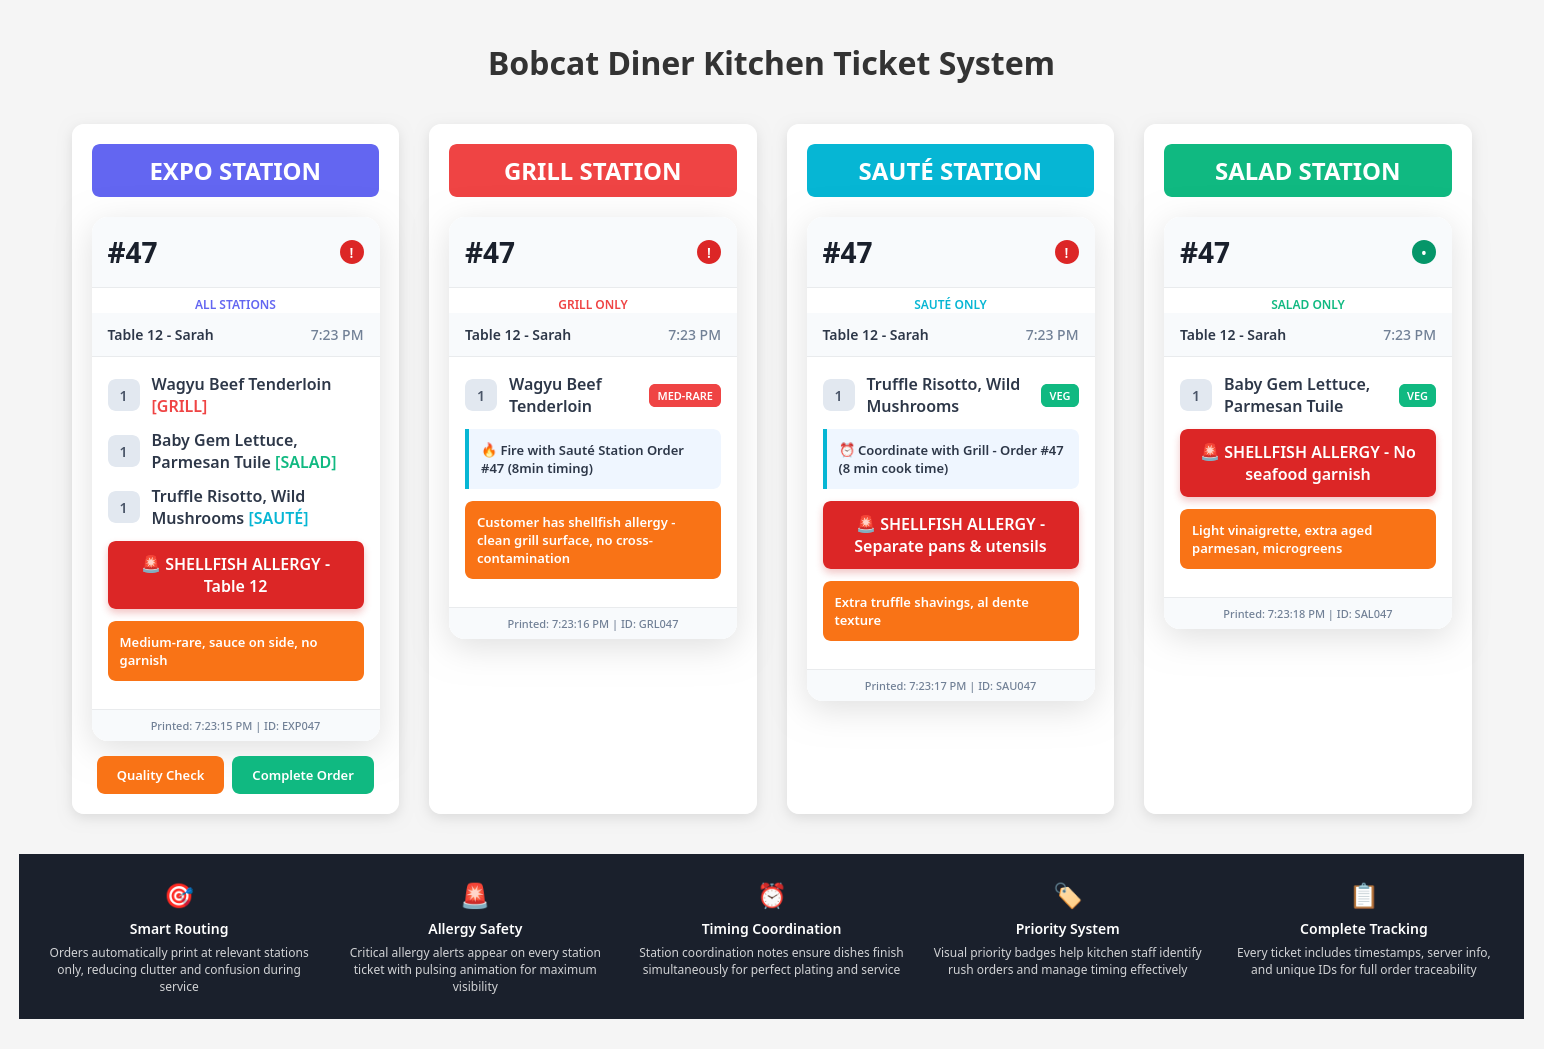 Bobcat Diner Kitchen Ticket System
EXPO STATION
#47
!
ALL STATIONS
Table 12 - Sarah
7:23 PM
1
Wagyu Beef Tenderloin
[GRILL]
1
Baby Gem Lettuce,
Parmesan Tuile [SALAD]
1
Truffle Risotto, Wild
Mushrooms [SAUTÉ]
🚨 SHELLFISH ALLERGY -
Table 12
Medium-rare, sauce on side, no
garnish
Printed: 7:23:15 PM | ID: EXP047
Quality Check
Complete Order
GRILL STATION
#47
!
GRILL ONLY
Table 12 - Sarah
7:23 PM
1
Wagyu Beef
Tenderloin
MED-RARE
🔥 Fire with Sauté Station Order
#47 (8min timing)
Customer has shellfish allergy -
clean grill surface, no cross-
contamination
Printed: 7:23:16 PM | ID: GRL047
SAUTÉ STATION
#47
!
SAUTÉ ONLY
Table 12 - Sarah
7:23 PM
1
Truffle Risotto, Wild
Mushrooms
VEG
⏰ Coordinate with Grill - Order #47
(8 min cook time)
🚨 SHELLFISH ALLERGY -
Separate pans & utensils
Extra truffle shavings, al dente
texture
Printed: 7:23:17 PM | ID: SAU047
SALAD STATION
#47
•
SALAD ONLY
Table 12 - Sarah
7:23 PM
1
Baby Gem Lettuce,
Parmesan Tuile
VEG
🚨 SHELLFISH ALLERGY - No
seafood garnish
Light vinaigrette, extra aged
parmesan, microgreens
Printed: 7:23:18 PM | ID: SAL047
Smart Routing
Orders automatically print at relevant stations
only, reducing clutter and confusion during
service
Allergy Safety
Critical allergy alerts appear on every station
ticket with pulsing animation for maximum
visibility
Timing Coordination
Station coordination notes ensure dishes finish
simultaneously for perfect plating and service
Priority System
Visual priority badges help kitchen staff identify
rush orders and manage timing effectively
Complete Tracking
Every ticket includes timestamps, server info,
and unique IDs for full order traceability